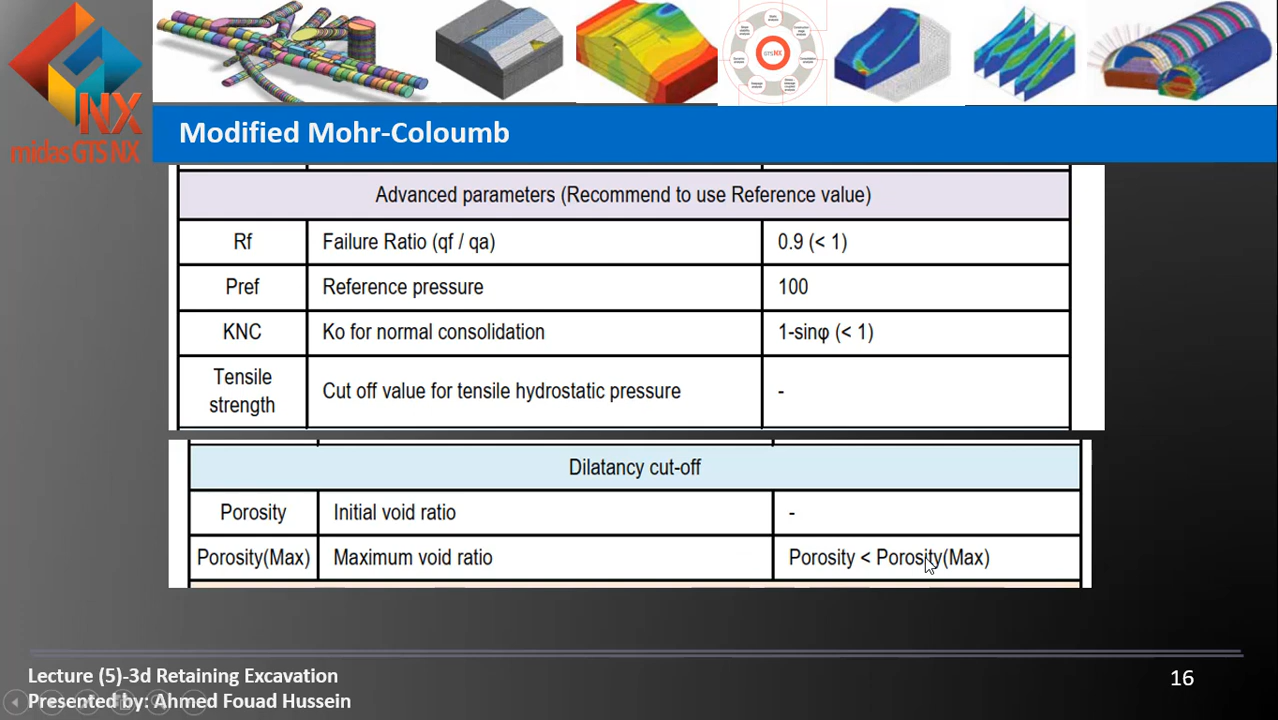 NX
midas GTS NX
GTS NX
Modified Mohr-Coloumb
Advanced parameters (Recommend to use Reference value)
Rf Failure Ratio (qf / qa) 0.9 (< 1)
Pref Reference pressure 100
KNC Ko for normal consolidation 1-sinφ (< 1)
Tensile
strength Cut off value for tensile hydrostatic pressure -
Dilatancy cut-off
Porosity Initial void ratio -
Porosity(Max) Maximum void ratio Porosity < Porosity(Max)
Lecture (5)-3d Retaining Excavation
Presented by: Ahmed Fouad Hussein
16